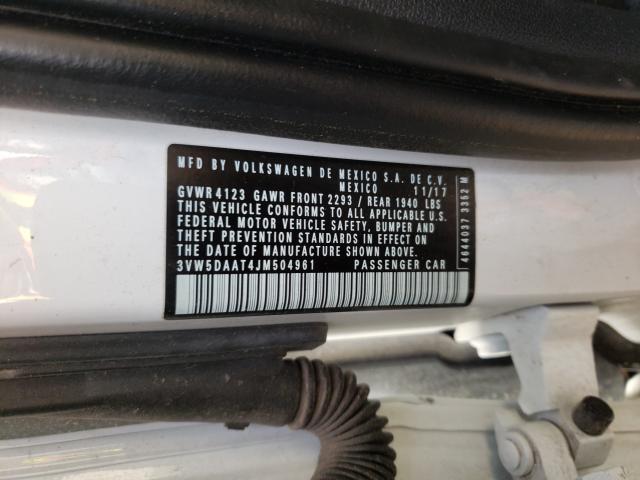 MFD BY VOLKSWAGEN DE MEXICO S.A. DE C.V.
MEXICO 11/17
GVWR 4123 GAWR FRONT 2293 / REAR 1940 LBS
THIS VEHICLE CONFORMS TO ALL APPLICABLE U.S.
FEDERAL MOTOR VEHICLE SAFETY, BUMPER AND
THEFT PREVENTION STANDARDS IN EFFECT ON
THE DATE OF MANUFACTURE SHOWN ABOVE.
3VW5DAAT4JM504961 PASSENGER CAR
4644037 3352 M